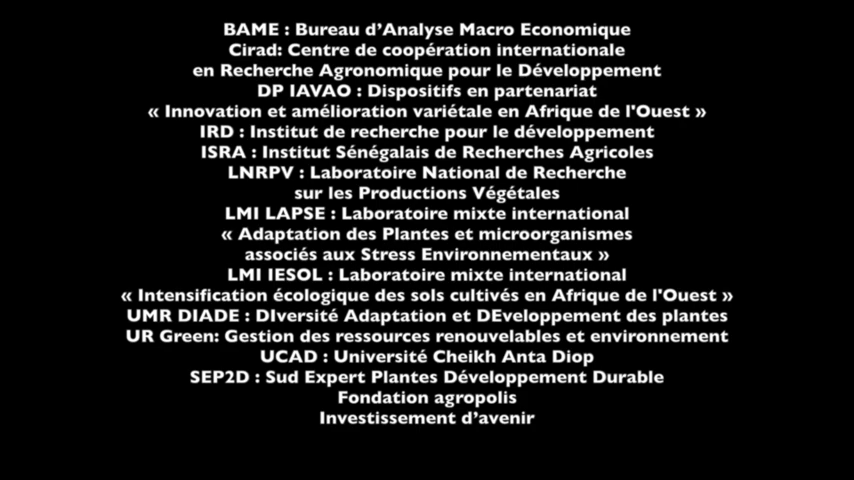 BAME : Bureau d’Analyse Macro Economique
Cirad: Centre de coopération internationale
en Recherche Agronomique pour le Développement
DP IAVAO : Dispositifs en partenariat
« Innovation et amélioration variétale en Afrique de l'Ouest »
IRD : Institut de recherche pour le développement
ISRA : Institut Sénégalais de Recherches Agricoles
LNRPV : Laboratoire National de Recherche
sur les Productions Végétales
LMI LAPSE : Laboratoire mixte international
« Adaptation des Plantes et microorganismes
associés aux Stress Environnementaux »
LMI IESOL : Laboratoire mixte international
« Intensification écologique des sols cultivés en Afrique de l'Ouest »
UMR DIADE : DIversité Adaptation et DEveloppement des plantes
UR Green: Gestion des ressources renouvelables et environnement
UCAD : Université Cheikh Anta Diop
SEP2D : Sud Expert Plantes Développement Durable
Fondation agropolis
Investissement d’avenir